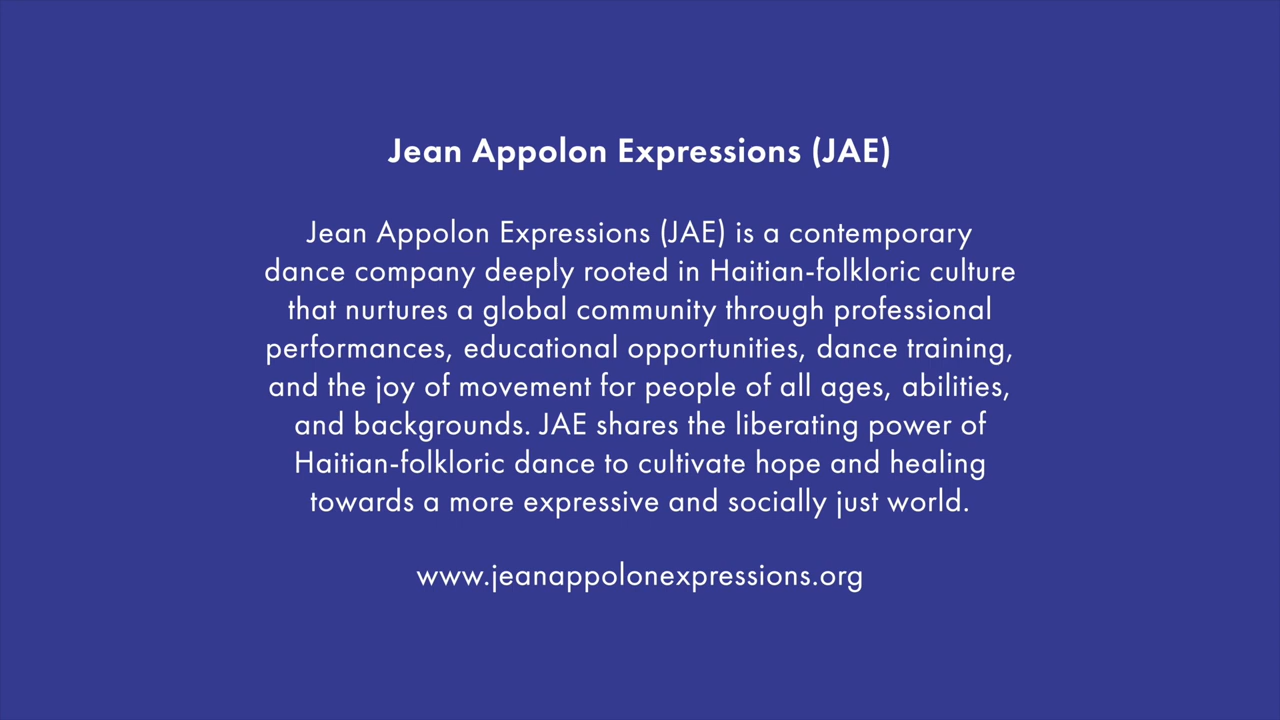 Jean Appolon Expressions (JAE)
Jean Appolon Expressions (JAE) is a contemporary
dance company deeply rooted in Haitian-folkloric culture
that nurtures a global community through professional
performances, educational opportunities, dance training,
and the joy of movement for people of all ages, abilities,
and backgrounds. JAE shares the liberating power of
Haitian-folkloric dance to cultivate hope and healing
towards a more expressive and socially just world.
www.jeanappolonexpressions.org